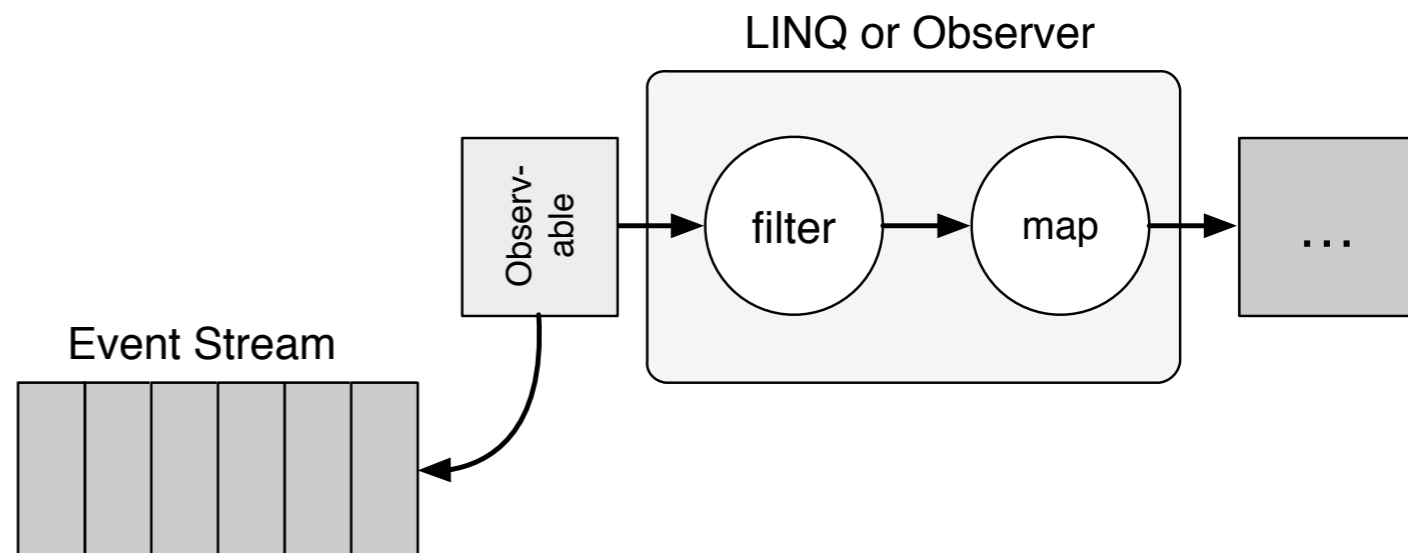 LINQ or Observer
Observ-
able
filter
map
...
Event Stream